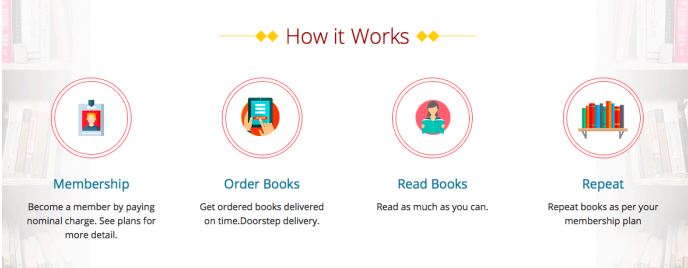 How it Works
Membership
Become a member by paying
nominal charge. See plans for
more detail.
Order Books
Get ordered books delivered
on time.Doorstep delivery.
Read Books
Read as much as you can.
Repeat
Repeat books as per your
membership plan